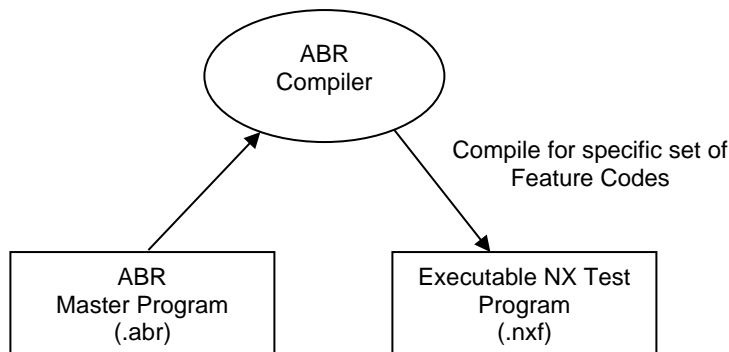 ABR
Compiler
Compile for specific set of
Feature Codes
ABR
Master Program
(.abr)
Executable NX Test
Program
(.nxf)